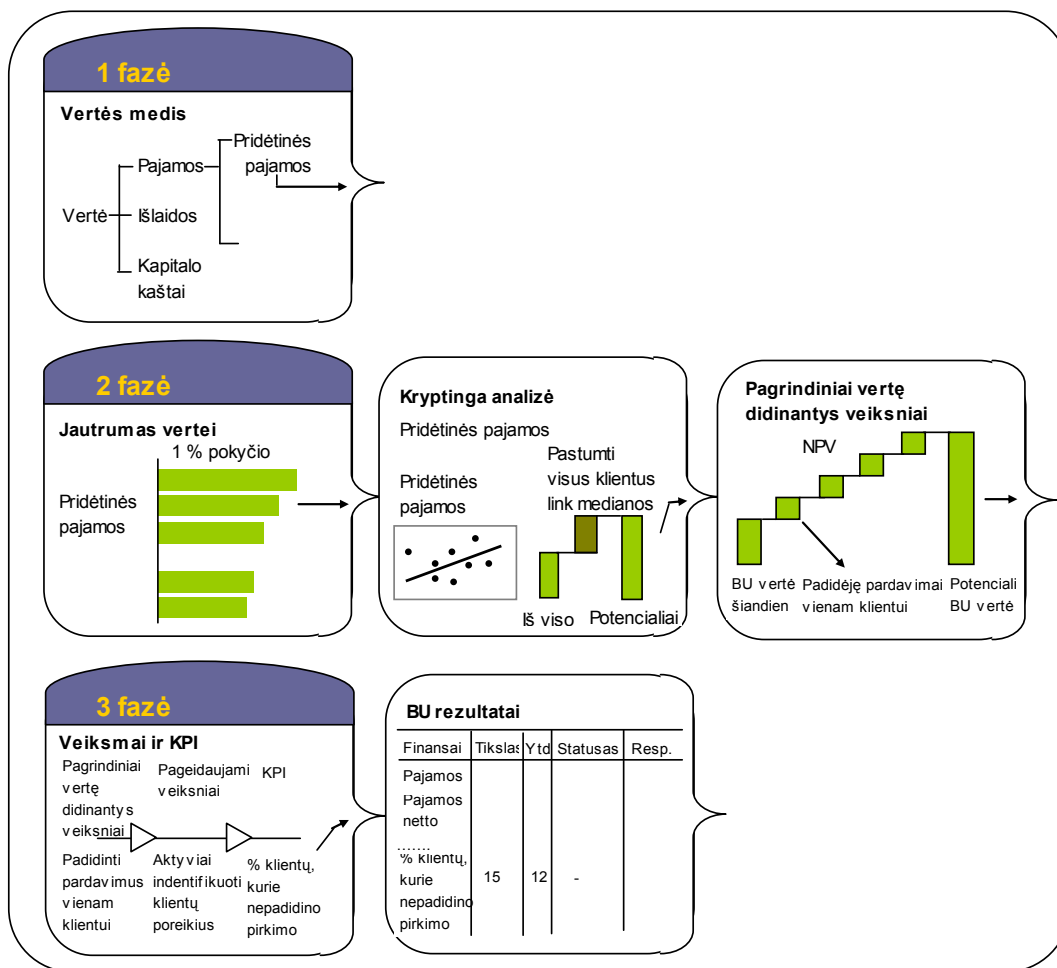 1 fazė
Vertės medis
Pridėtinės
pajamos
Pajamos
Vertė
Išlaidos
Kapitalo
kaštai
2 fazė
Jautrumas vertei
1 % pokyčio
Pridėtinės
pajamos
Kryptinga analizė
Pridėtinės pajamos
Pridėtinės
pajamos
Pastumti
visus klientus
link medianos
Iš viso
Potencialiai
Pagrindiniai vertę
didinantys veiksniai
NPV
BU vertė
šiandien
Padidėję pardavimai
vienam klientui
Potenciali
BU vertė
3 fazė
Veiksmai ir KPI
Pagrindiniai
vertę
didinantys
veiksniai
Pageidaujami
veiksniai
KPI
Padidinti
pardavimus
vienam
klientui
Aktyviai
indentifikuoti
klientų
poreikius
% klientų,
kurie
nepadidino
pirkimo
BU rezultatai
Finansai Tikslas Ytd Statusas Resp.
Pajamos
Pajamos
netto
.......
% klientų,
kurie 15 12 -
nepadidino
pirkimo